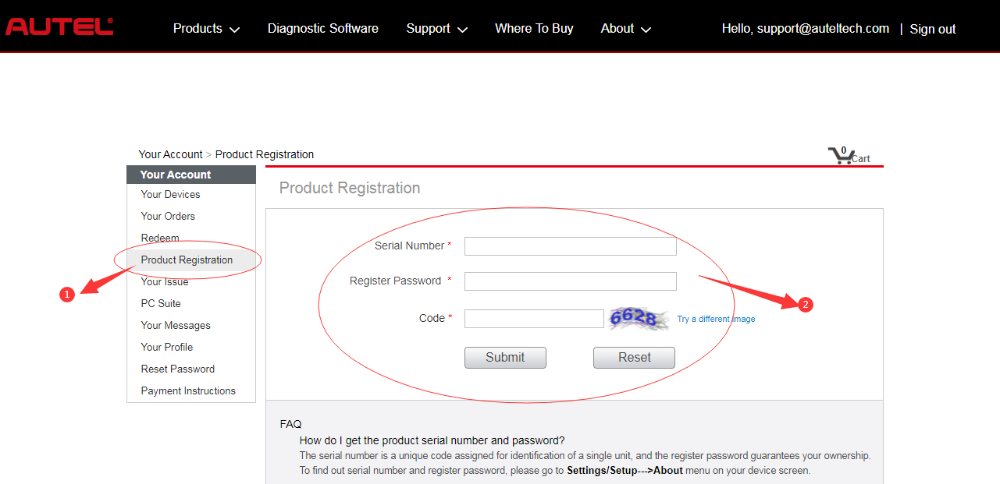 AUTEL®
Products
Diagnostic Software
Support
Where To Buy
About
Hello, support@auteltech.com | Sign out
Your Account > Product Registration
0
Cart
Your Account
Your Devices
Your Orders
Redeem
Product Registration
Your Issue
PC Suite
Your Messages
Your Profile
Reset Password
Payment Instructions
1
Product Registration
Serial Number *
Register Password *
Code *
6628
Try a different image
Submit
Reset
2
FAQ
How do I get the product serial number and password?
The serial number is a unique code assigned for identification of a single unit, and the register password guarantees your ownership.
To find out serial number and register password, please go to Settings/Setup--->About menu on your device screen.